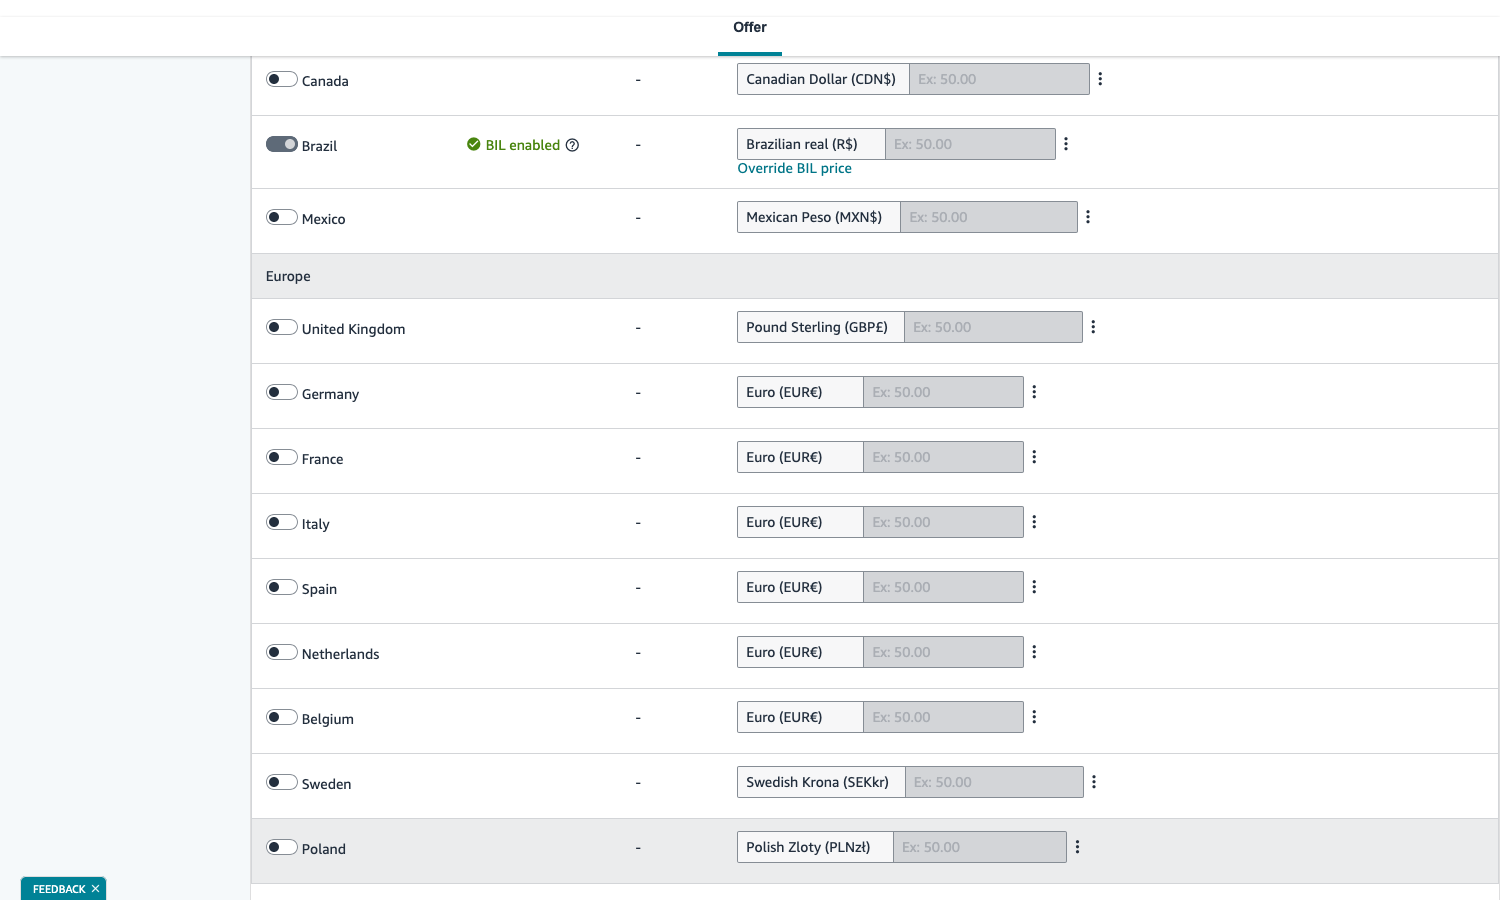 Offer
Canada - Canadian Dollar (CDN$) Ex: 50.00
Brazil BIL enabled - Brazilian real (R$) Ex: 50.00
Override BIL price
Mexico - Mexican Peso (MXN$) Ex: 50.00
Europe
United Kingdom - Pound Sterling (GBP£) Ex: 50.00
Germany - Euro (EUR€) Ex: 50.00
France - Euro (EUR€) Ex: 50.00
Italy - Euro (EUR€) Ex: 50.00
Spain - Euro (EUR€) Ex: 50.00
Netherlands - Euro (EUR€) Ex: 50.00
Belgium - Euro (EUR€) Ex: 50.00
Sweden - Swedish Krona (SEKkr) Ex: 50.00
Poland - Polish Zloty (PLNzł) Ex: 50.00
FEEDBACK